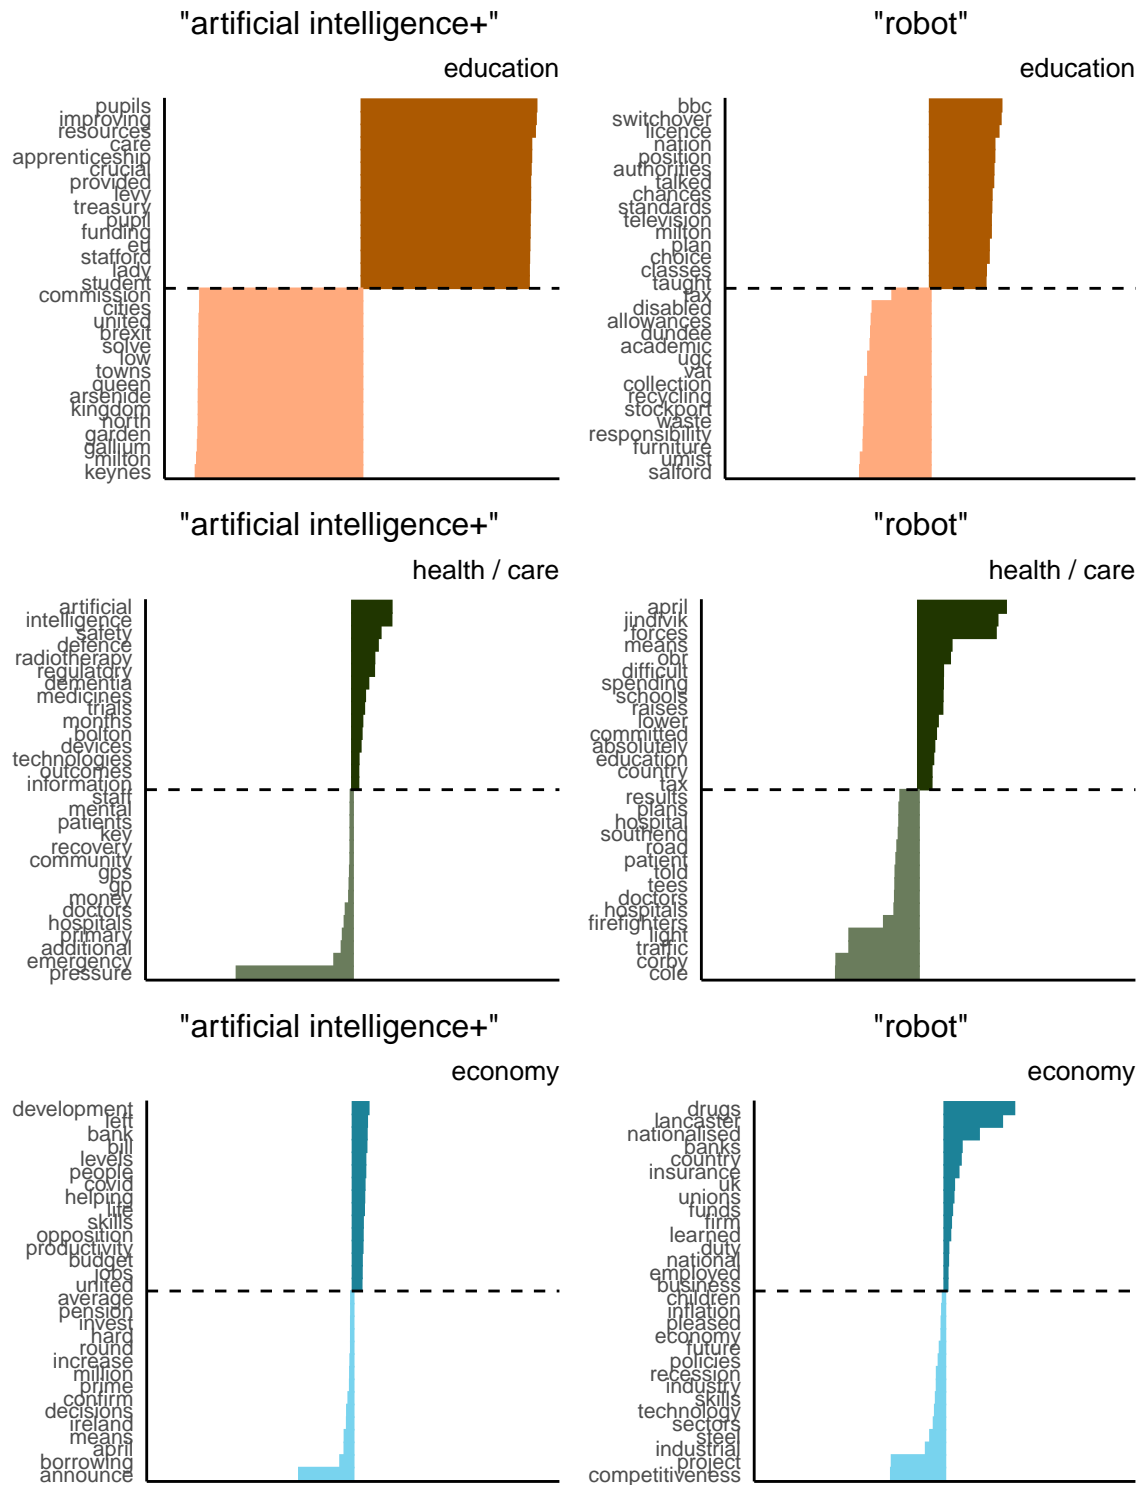 "artificial intelligence+"
education
pupils
improving
resources
care
apprenticeship
crucial
provided
levy
treasury
pupil
funding
eu
stafford
lady
student
commission
cities
united
brexit
solve
low
towns
queen
arsenide
kingdom
north
garden
gallium
milton
keynes
"robot"
education
bbc
switchover
licence
nation
position
authorities
talked
chances
standards
television
milton
plan
choice
classes
taught
tax
disabled
allowances
dundee
academic
ugc
vat
collection
recycling
stockport
waste
responsibility
furniture
umist
salford
"artificial intelligence+"
health / care
artificial
intelligence
safety
defence
radiotherapy
regulatory
dementia
medicines
trials
months
bolton
devices
technologies
outcomes
information
staff
mental
patients
key
recovery
community
gps
gp
money
doctors
hospitals
primary
additional
emergency
pressure
"robot"
health / care
april
jindivik
forces
means
obr
difficult
spending
schools
raises
lower
committed
absolutely
education
country
tax
results
plans
hospital
southend
road
patient
told
tees
doctors
hospitals
firefighters
light
traffic
corby
cole
"artificial intelligence+"
economy
development
left
bank
bill
levels
people
covid
helping
life
skills
opposition
productivity
budget
jobs
united
average
pension
invest
hard
round
increase
million
prime
confirm
decisions
ireland
means
april
borrowing
announce
"robot"
economy
drugs
lancaster
nationalised
banks
country
insurance
uk
unions
funds
firm
learned
duty
national
employed
business
children
inflation
pleased
economy
future
policies
recession
industry
skills
technology
sectors
steel
industrial
project
competitiveness